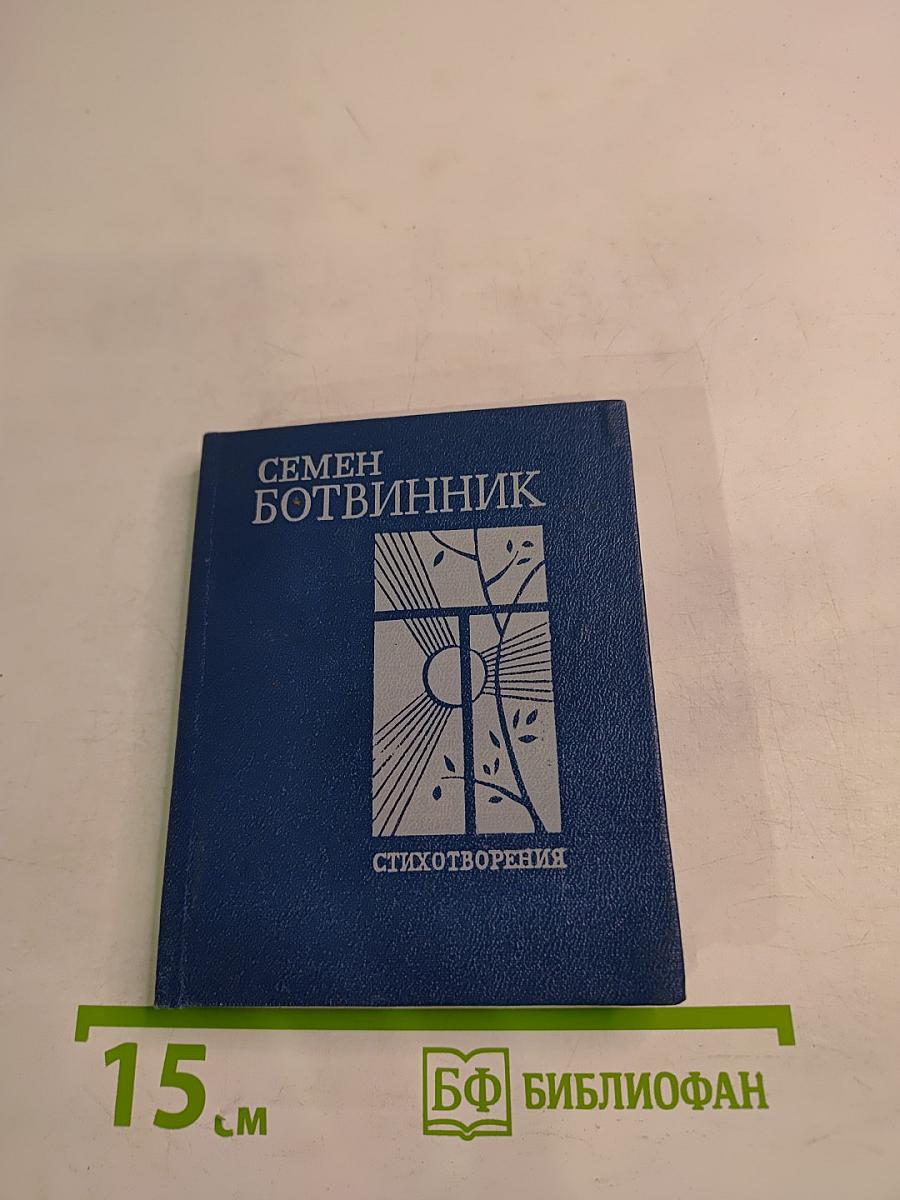 СЕМЕН
БОТВИННИК
СТИХОТВОРЕНИЯ
15 см
БФ БИБЛИОФАН